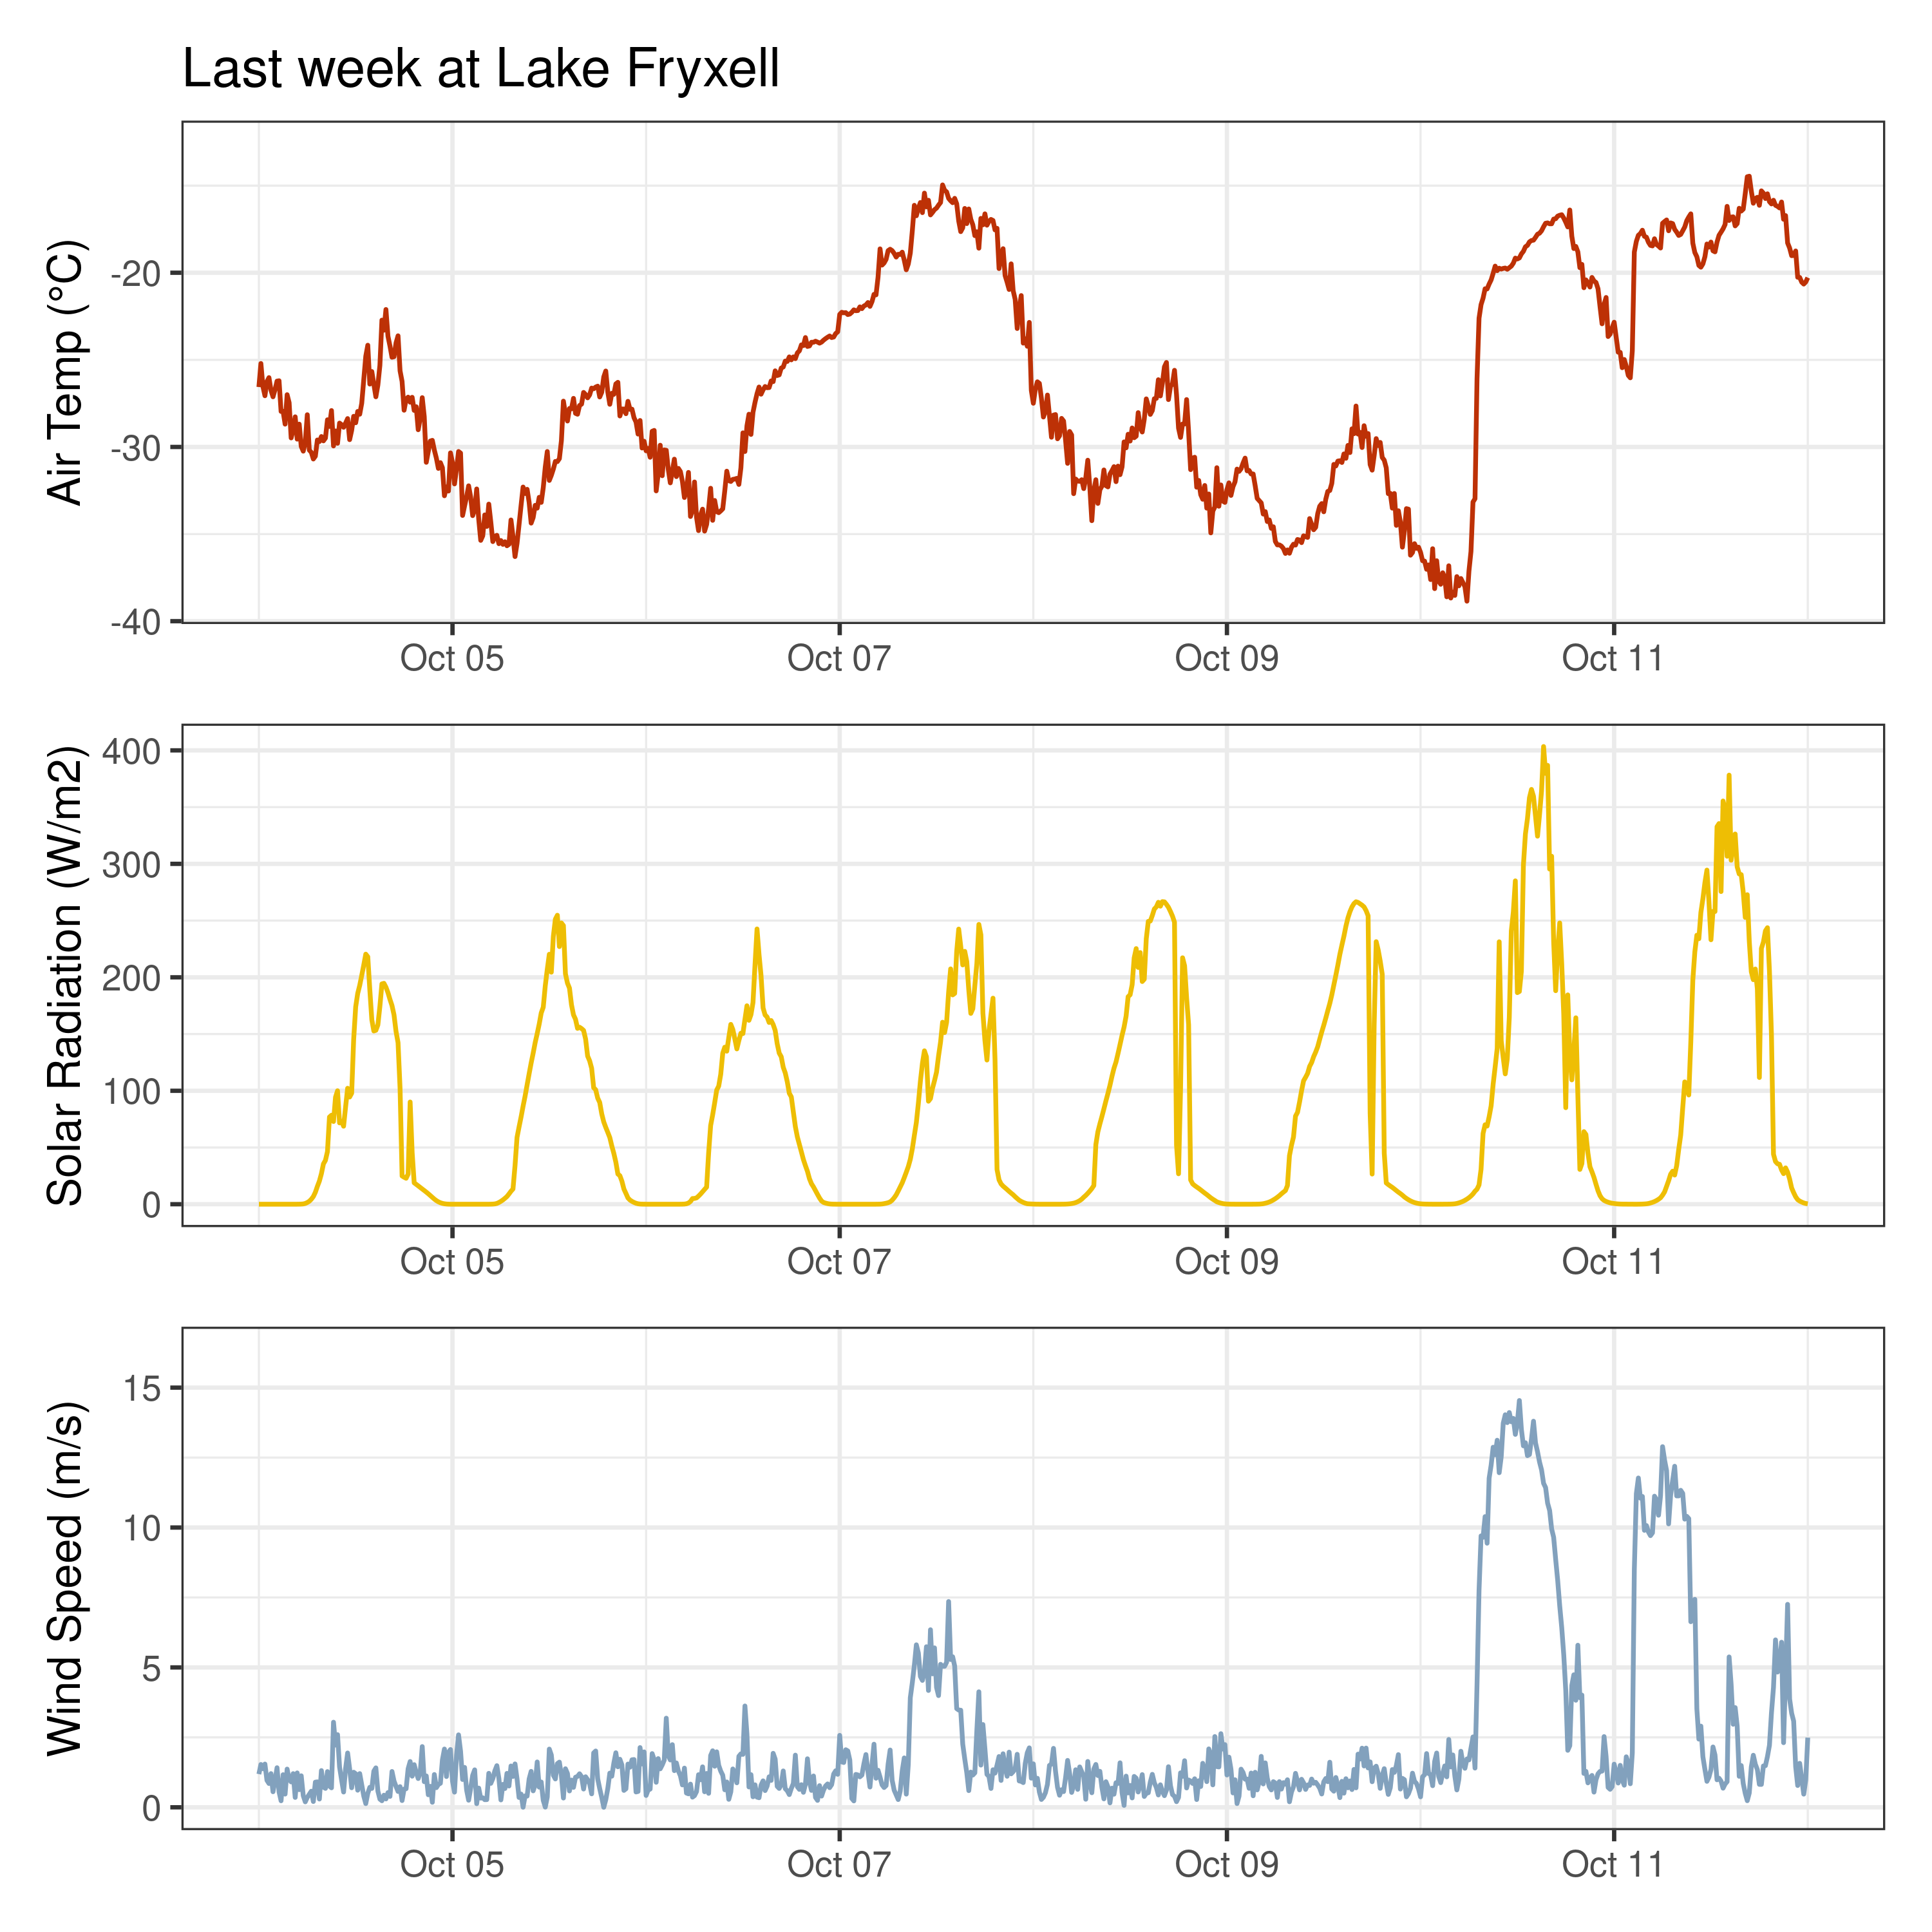 Last week at Lake Fryxell
Air Temp (°C)
-20
-30
-40
Oct 05
Oct 07
Oct 09
Oct 11
Solar Radiation (W/m2)
400
300
200
100
0
Oct 05
Oct 07
Oct 09
Oct 11
Wind Speed (m/s)
15
10
5
0
Oct 05
Oct 07
Oct 09
Oct 11